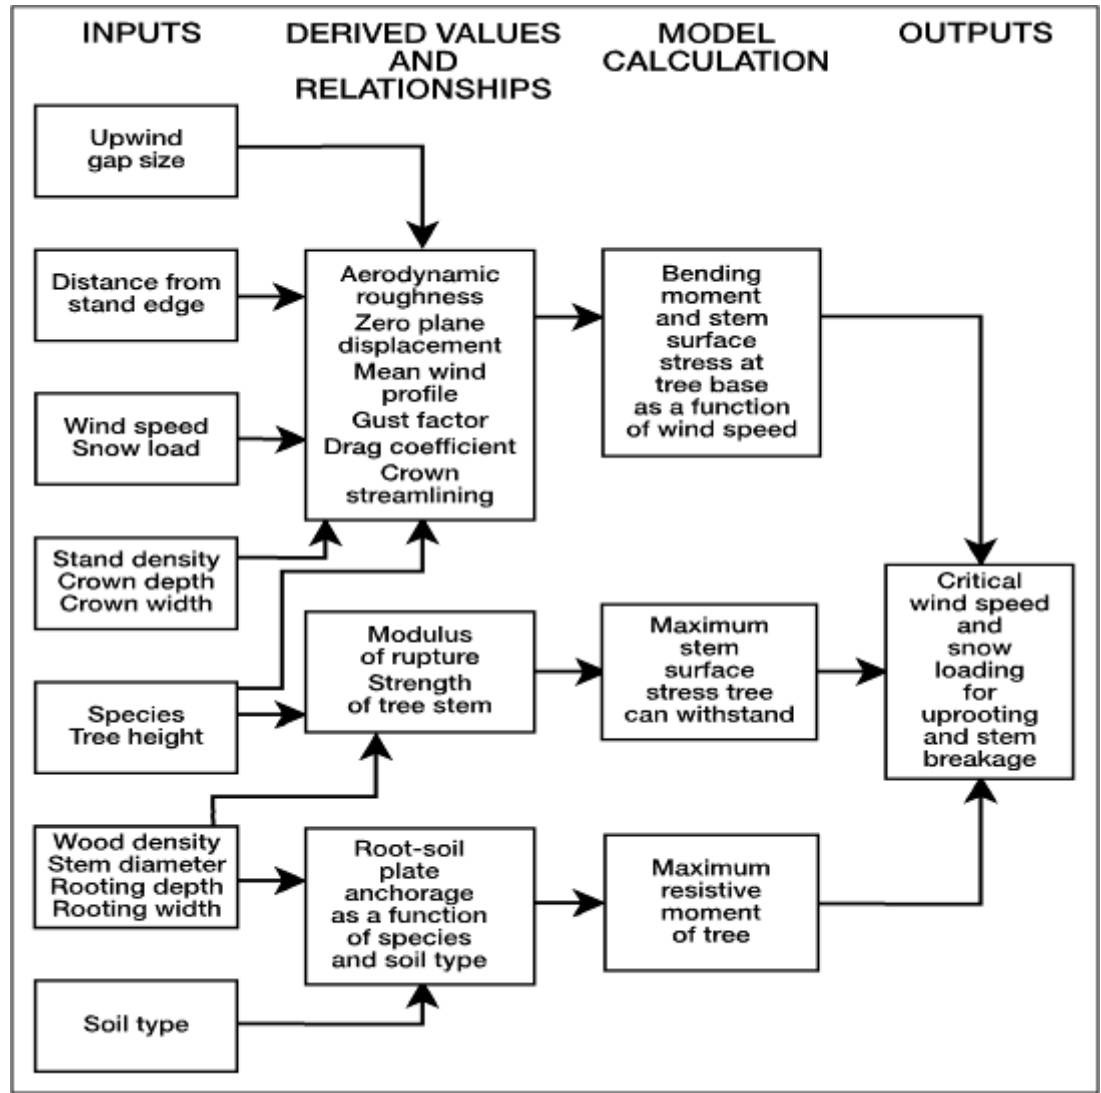 INPUTS
DERIVED VALUES
AND
RELATIONSHIPS
MODEL
CALCULATION
OUTPUTS
Upwind
gap size
Distance from
stand edge
Wind speed
Snow load
Stand density
Crown depth
Crown width
Species
Tree height
Wood density
Stem diameter
Rooting depth
Rooting width
Soil type
Aerodynamic
roughness
Zero plane
displacement
Mean wind
profile
Gust factor
Drag coefficient
Crown
streamlining
Modulus
of rupture
Strength
of tree stem
Root-soil
plate
anchorage
as a function
of species
and soil type
Bending
moment
and stem
surface
stress at
tree base
as a function
of wind speed
Maximum
stem
surface
stress tree
can withstand
Maximum
resistive
moment
of tree
Critical
wind speed
and
snow
loading
for
uprooting
and stem
breakage